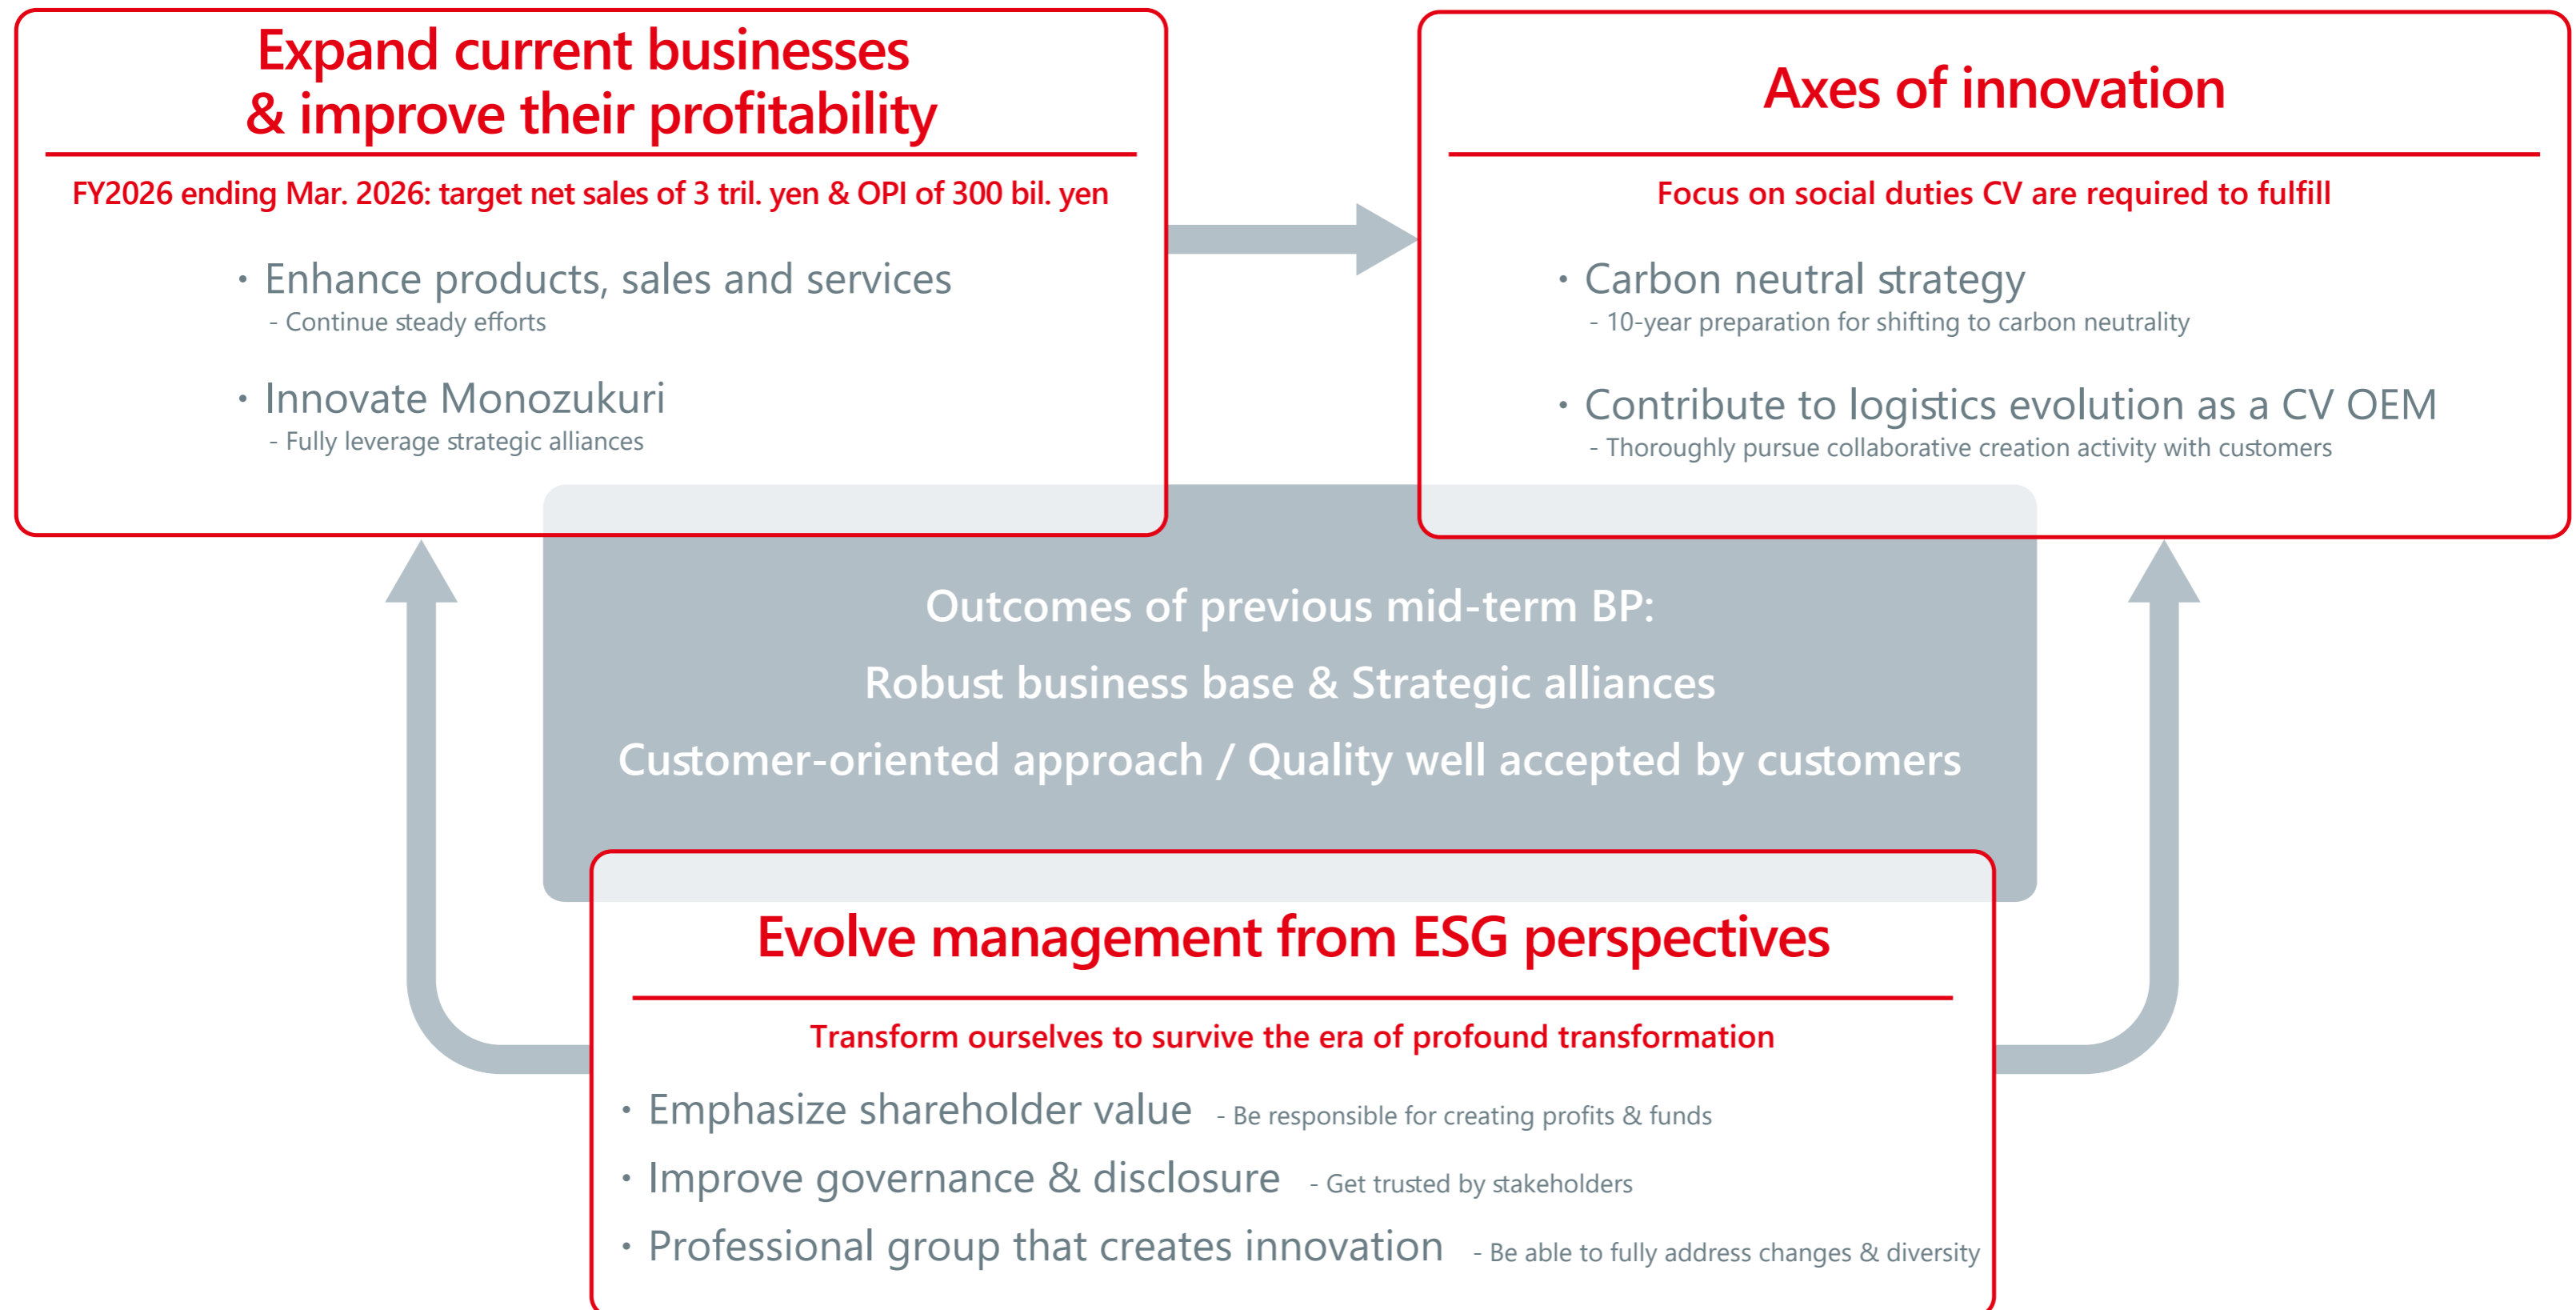 Expand current businesses
& improve their profitability
FY2026 ending Mar. 2026: target net sales of 3 tril. yen & OPI of 300 bil. yen
・Enhance products, sales and services
- Continue steady efforts
・Innovate Monozukuri
- Fully leverage strategic alliances
Axes of innovation
Focus on social duties CV are required to fulfill
・Carbon neutral strategy
- 10-year preparation for shifting to carbon neutrality
・Contribute to logistics evolution as a CV OEM
- Thoroughly pursue collaborative creation activity with customers
Outcomes of previous mid-term BP:
Robust business base & Strategic alliances
Customer-oriented approach / Quality well accepted by customers
Evolve management from ESG perspectives
Transform ourselves to survive the era of profound transformation
・Emphasize shareholder value - Be responsible for creating profits & funds
・Improve governance & disclosure - Get trusted by stakeholders
・Professional group that creates innovation - Be able to fully address changes & diversity